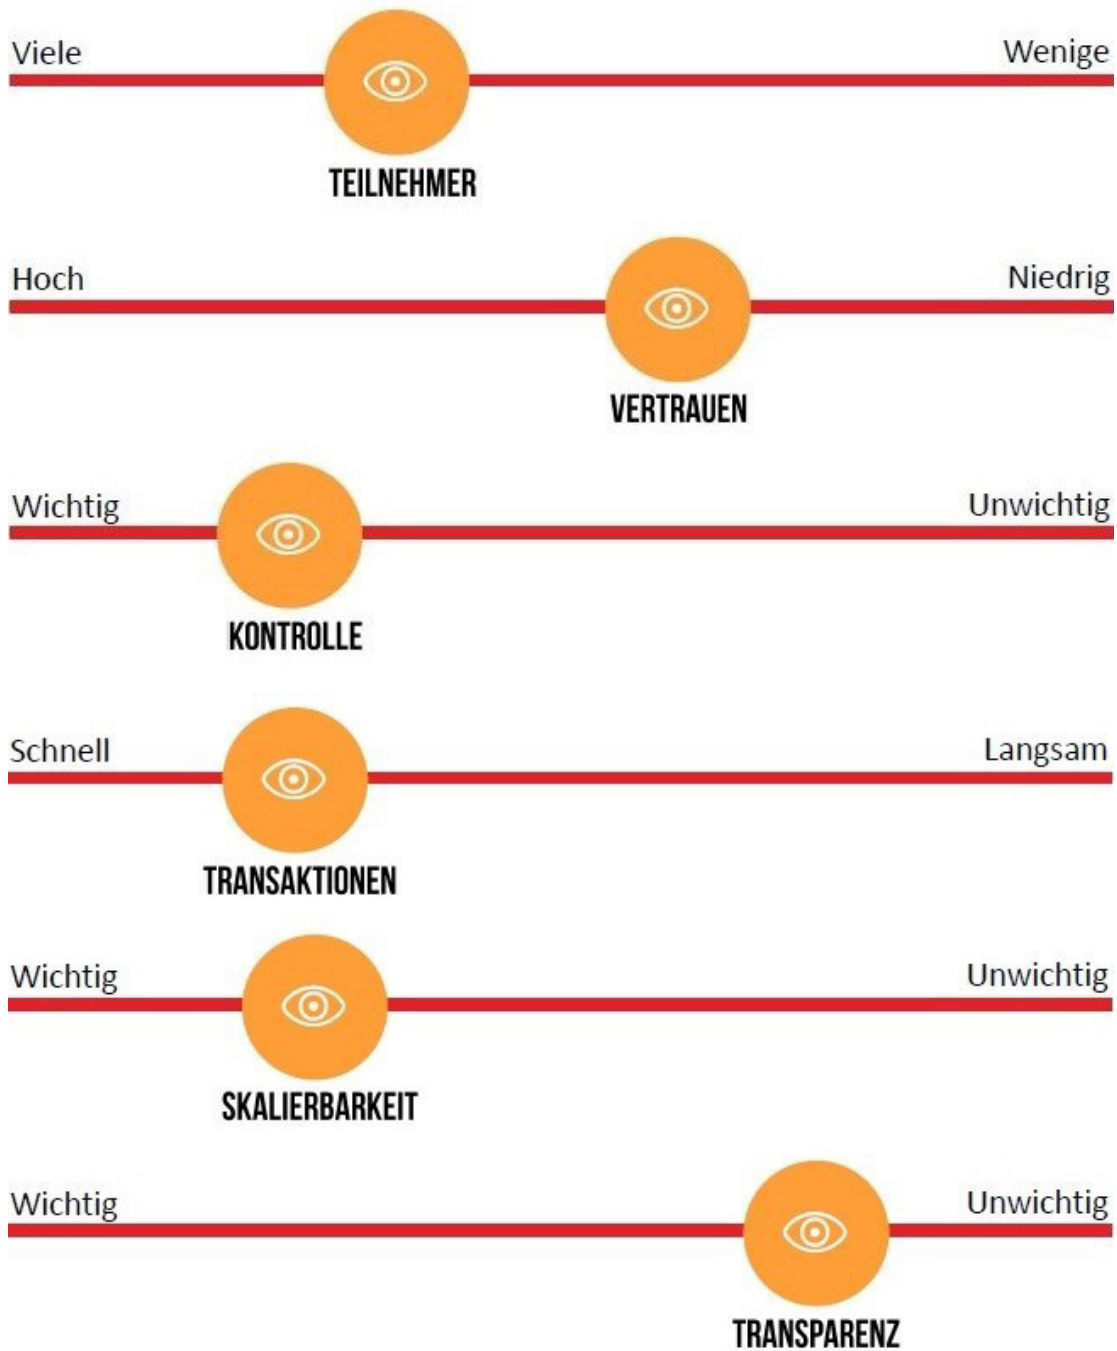 Viele Wenige
TEILNEHMER
Hoch Niedrig
VERTRAUEN
Wichtig Unwichtig
KONTROLLE
Schnell Langsam
TRANSAKTIONEN
Wichtig Unwichtig
SKALIERBARKEIT
Wichtig Unwichtig
TRANSPARENZ